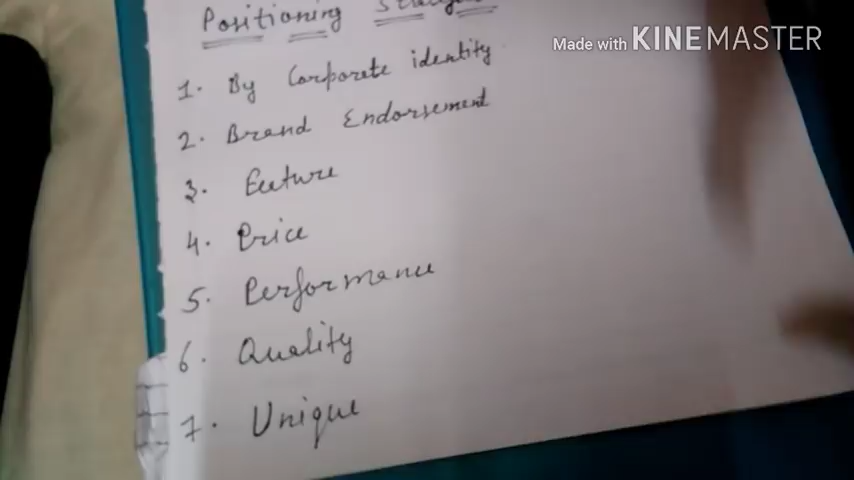 Made with KINEMASTER
Positioning
1. By Corporate identity
2. Brand Endorsement
3. Feuture
4. Price
5. Performance
6. Quality
7. Unique